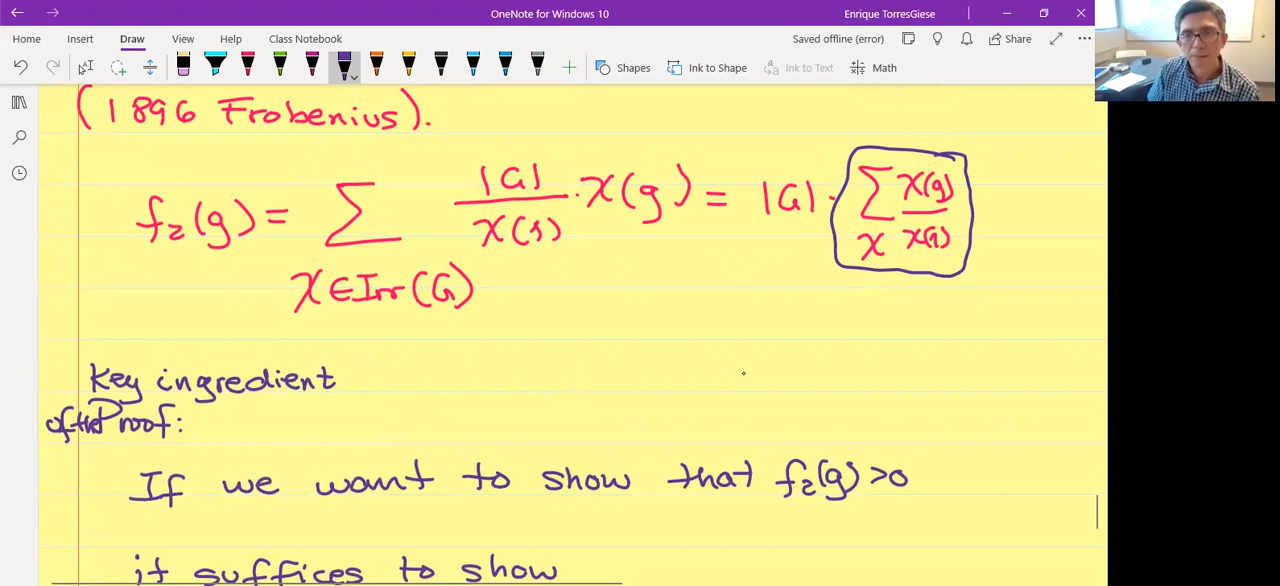 OneNote for Windows 10
Enrique TorresGiese
Home Insert Draw View Help Class Notebook
Saved offline (error) Share
Shapes Ink to Shape Ink to Text Math
(1896 Frobenius).
f₂(g) = ∑ |G|/χ(1) · χ(g) = |G| · ∑ χ(g)/χ(1)
χ∈Irr(G) χ
Key ingredient
of the Proof:
If we want to show that f₂(g) >0
it suffices to show